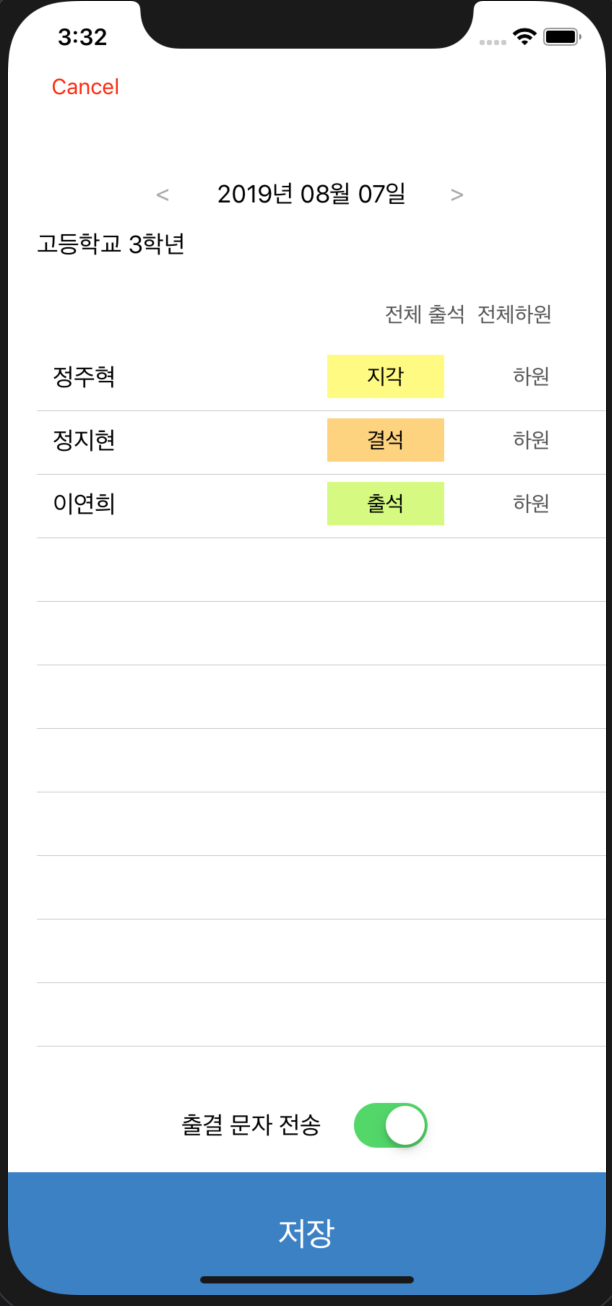 3:32
Cancel
< 2019년 08월 07일 >
고등학교 3학년
전체 출석 전체하원
정주혁 지각 하원
정지현 결석 하원
이연희 출석 하원
출결 문자 전송
저장